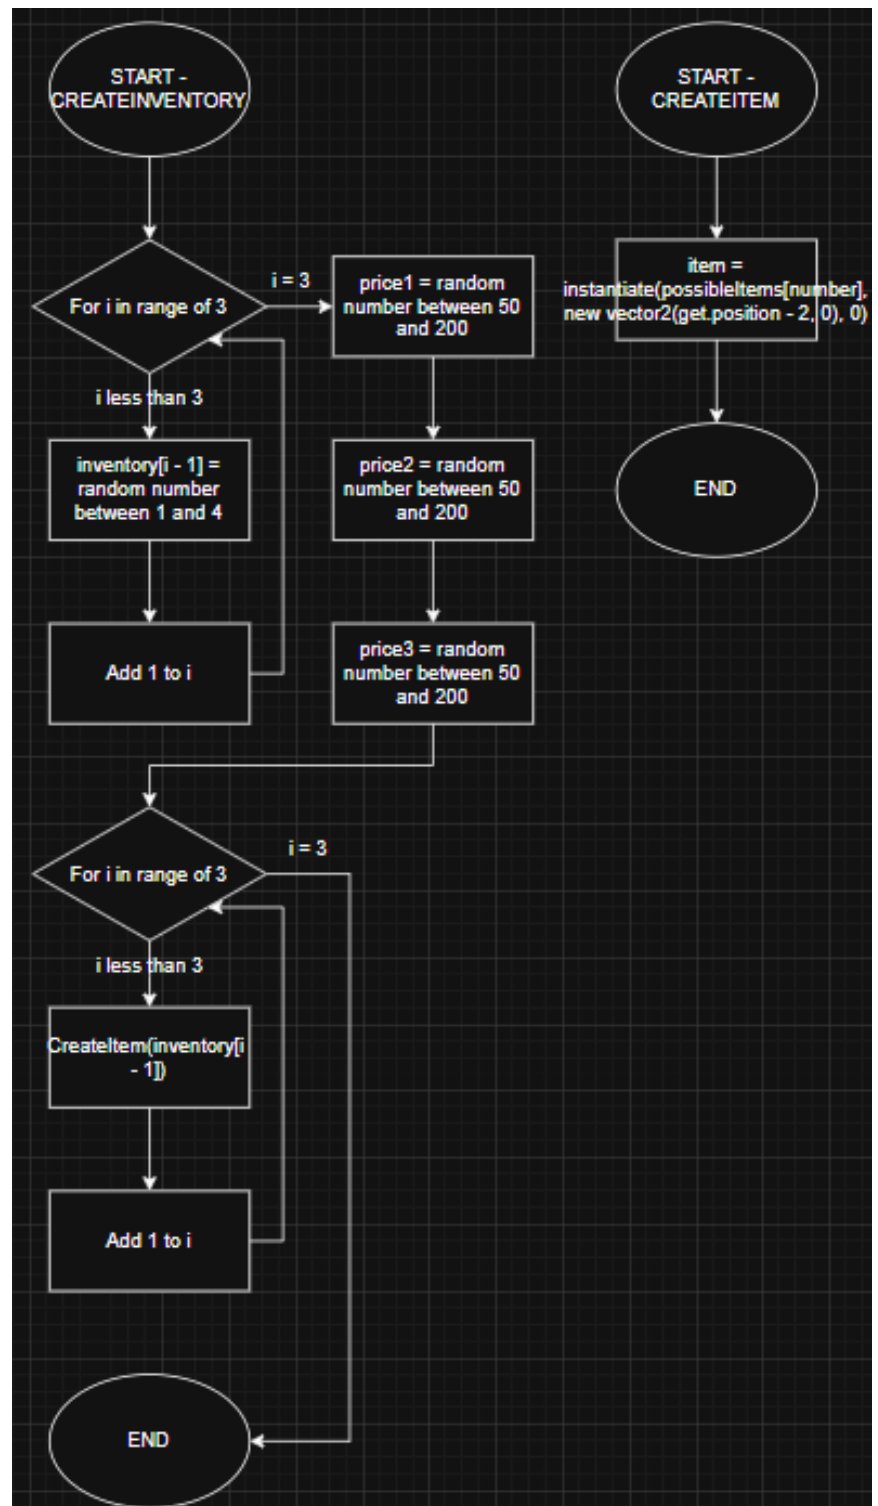 START -
CREATEINVENTORY
For i in range of 3
i = 3
i less than 3
inventory[i - 1] =
random number
between 1 and 4
Add 1 to i
price1 = random
number between 50
and 200
price2 = random
number between 50
and 200
price3 = random
number between 50
and 200
For i in range of 3
i = 3
i less than 3
CreateItem(inventory[i
- 1])
Add 1 to i
END
START -
CREATEITEM
item =
instantiate(possibleItems[number],
new vector2(get.position - 2, 0), 0)
END